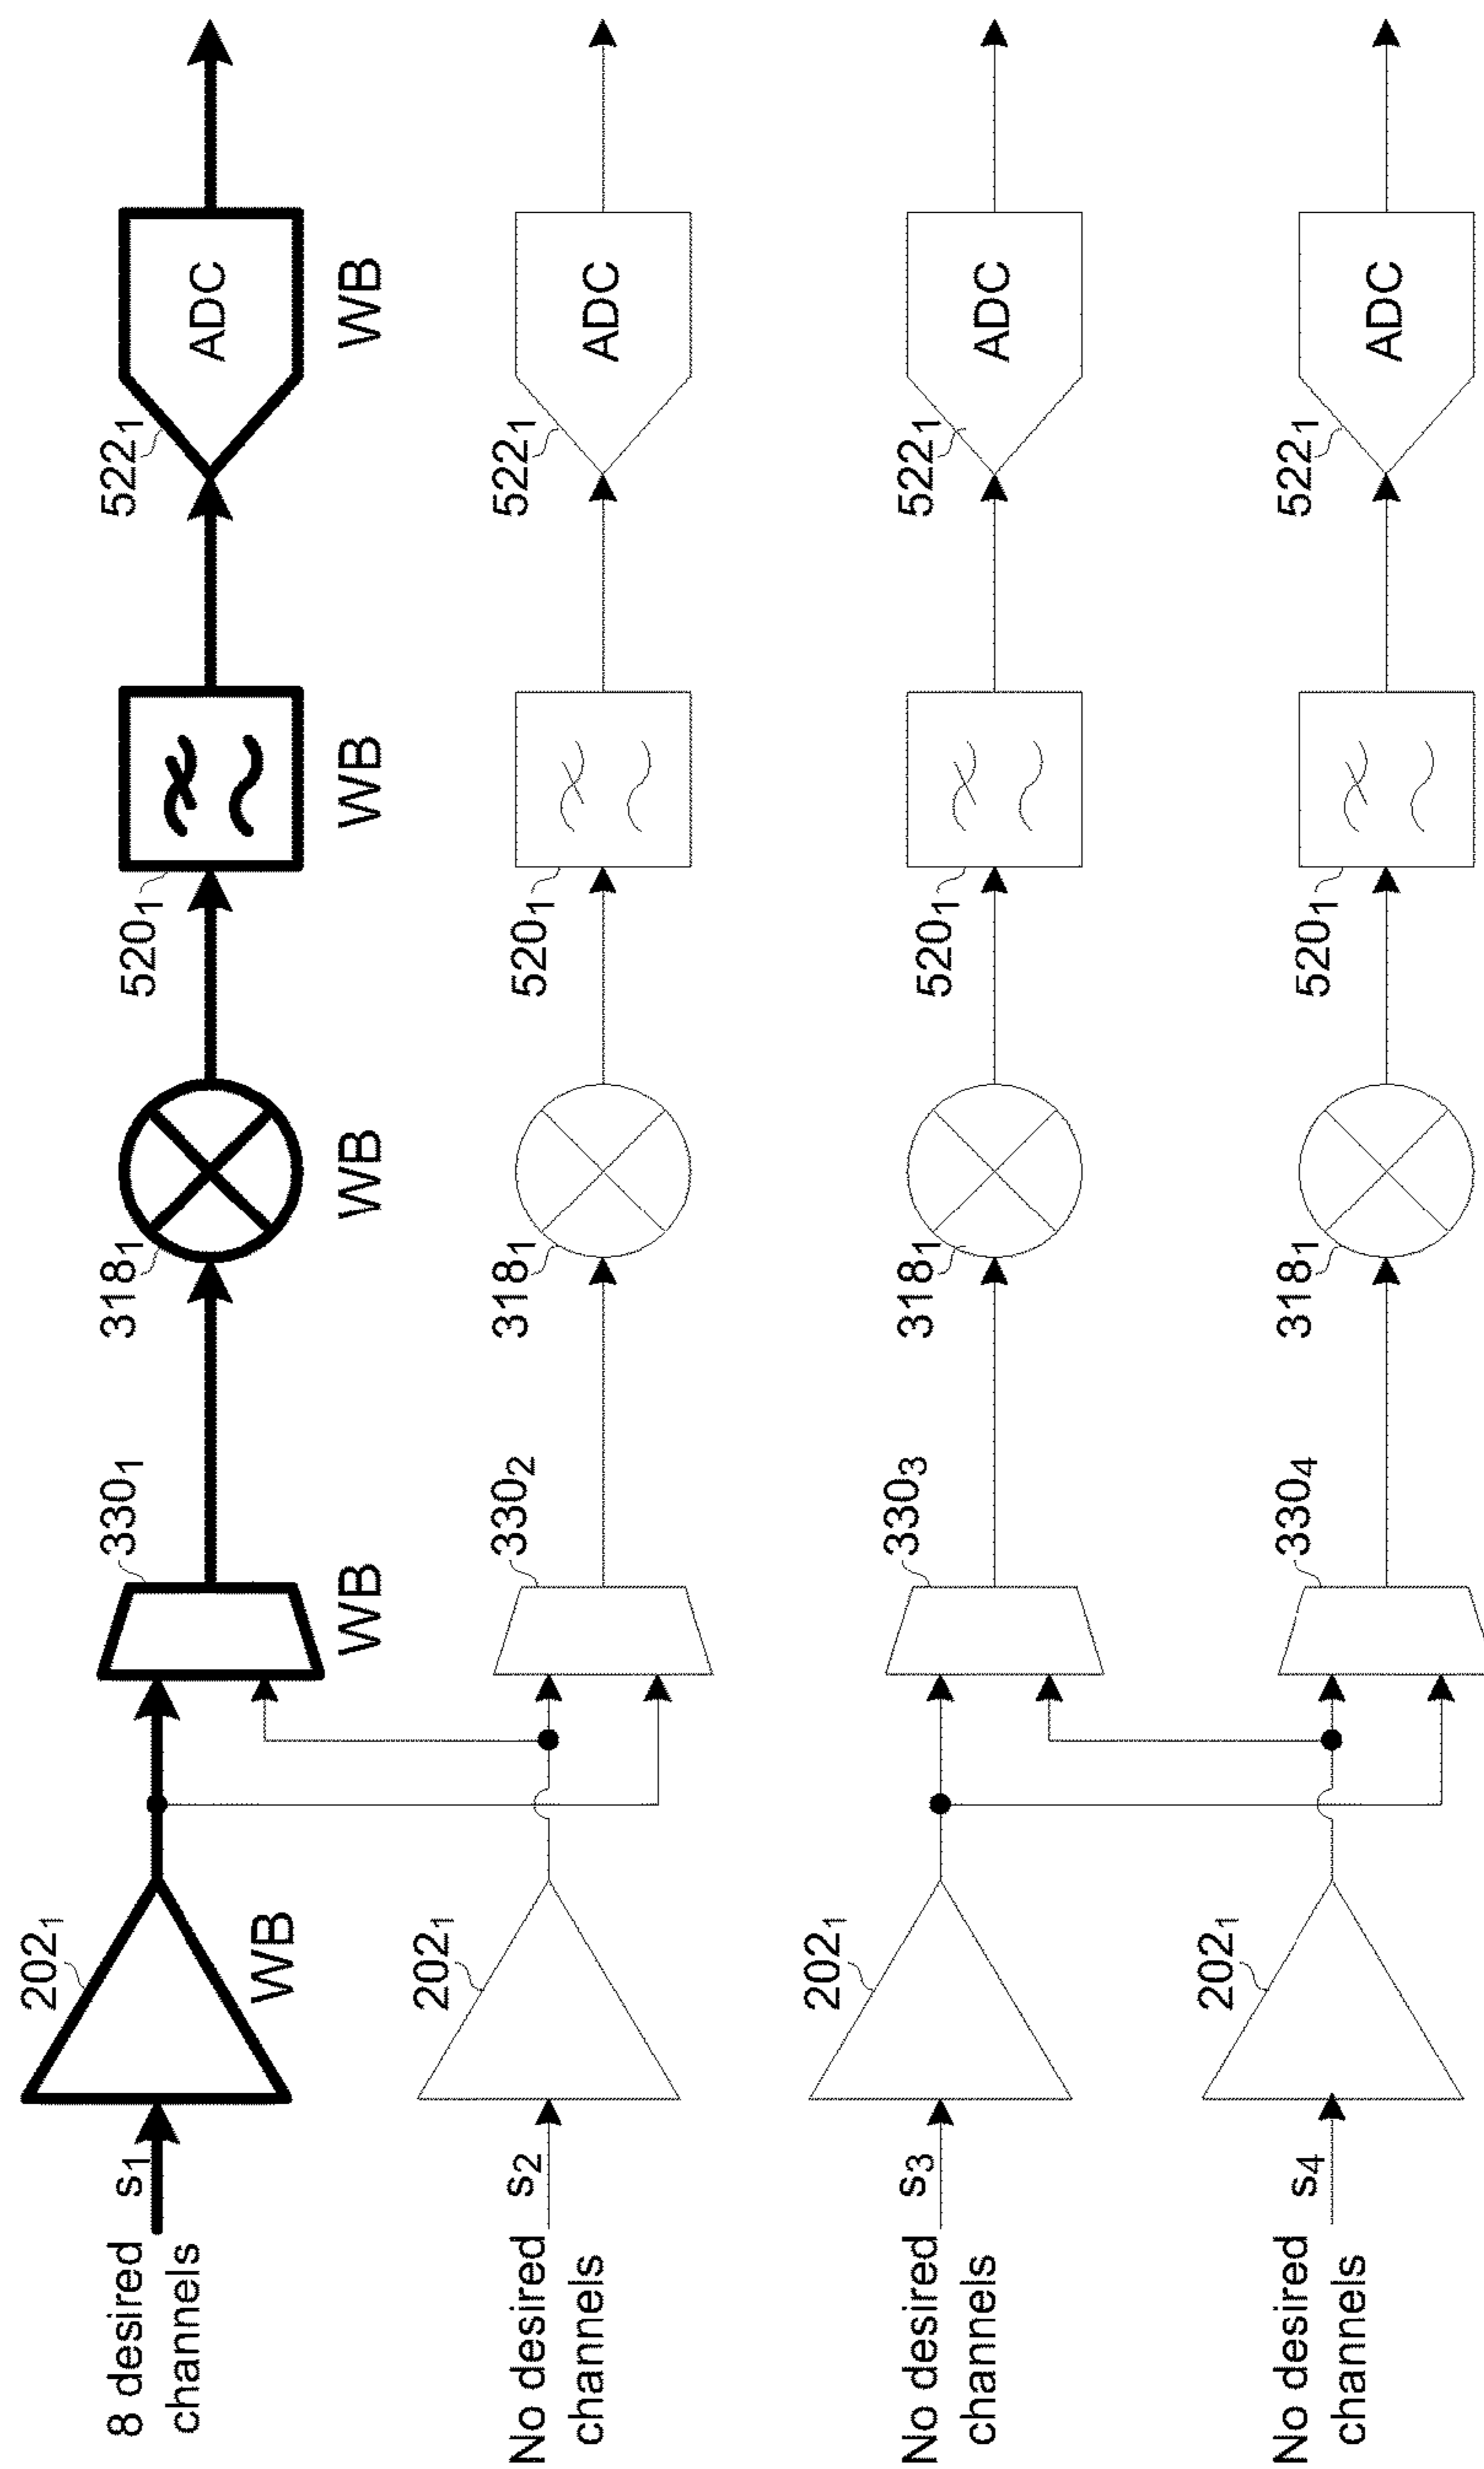 8 desired
channels
s1
2021
WB
3301
WB
3181
WB
5201
WB
5221
ADC
WB
No desired
channels
s2
2021
3302
3181
5201
5221
ADC
No desired
channels
s3
2021
3303
3181
5201
5221
ADC
No desired
channels
s4
2021
3304
3181
5201
5221
ADC